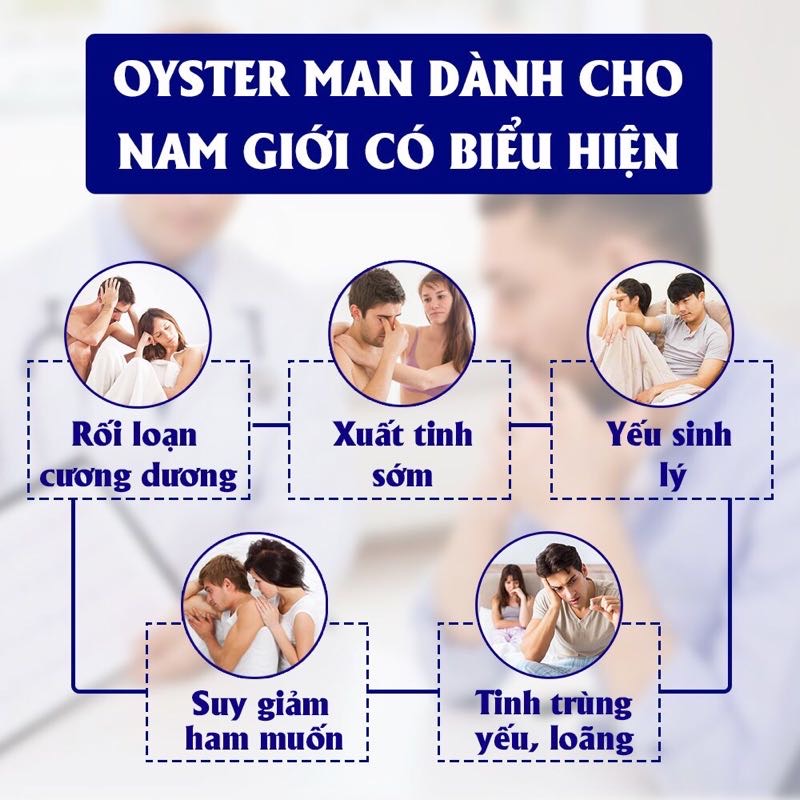 OYSTER MAN DÀNH CHO
NAM GIỚI CÓ BIỂU HIỆN
Rối loạn
cương dương
Xuất tinh
sớm
Yếu sinh
lý
Suy giảm
ham muốn
Tinh trùng
yếu, loãng